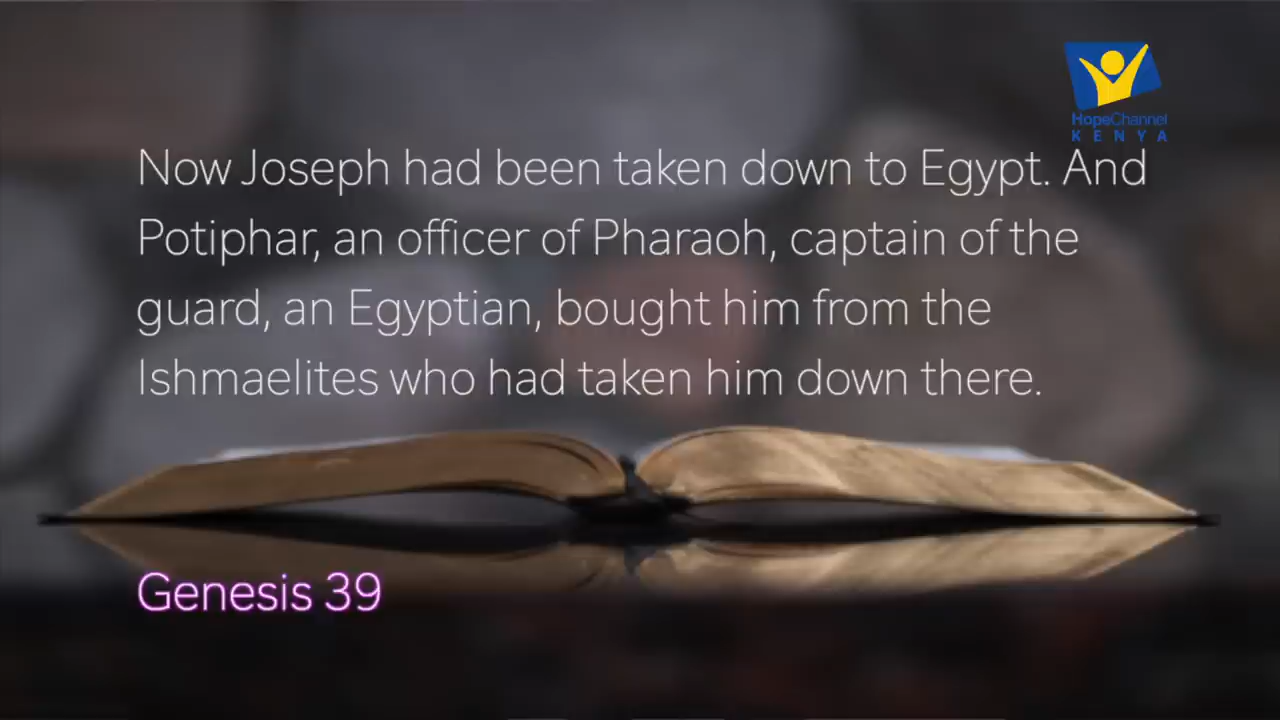 HopeChannel
KENYA
Now Joseph had been taken down to Egypt. And
Potiphar, an officer of Pharaoh, captain of the
guard, an Egyptian, bought him from the
Ishmaelites who had taken him down there.
Genesis 39